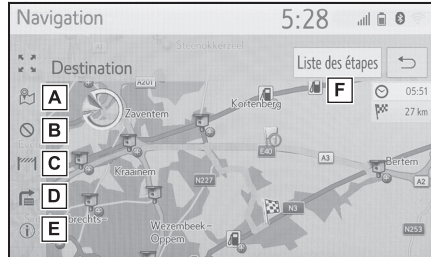 Navigation 5:28
Steenokkerzeel
Destination Liste des étapes
A201
A F 05:51
Kortenberg
Zaventem 27 km
B
C E40 A3 Bertem
Kraainem
D N227 A2
N3
Wezembeek-
E Oppem N253